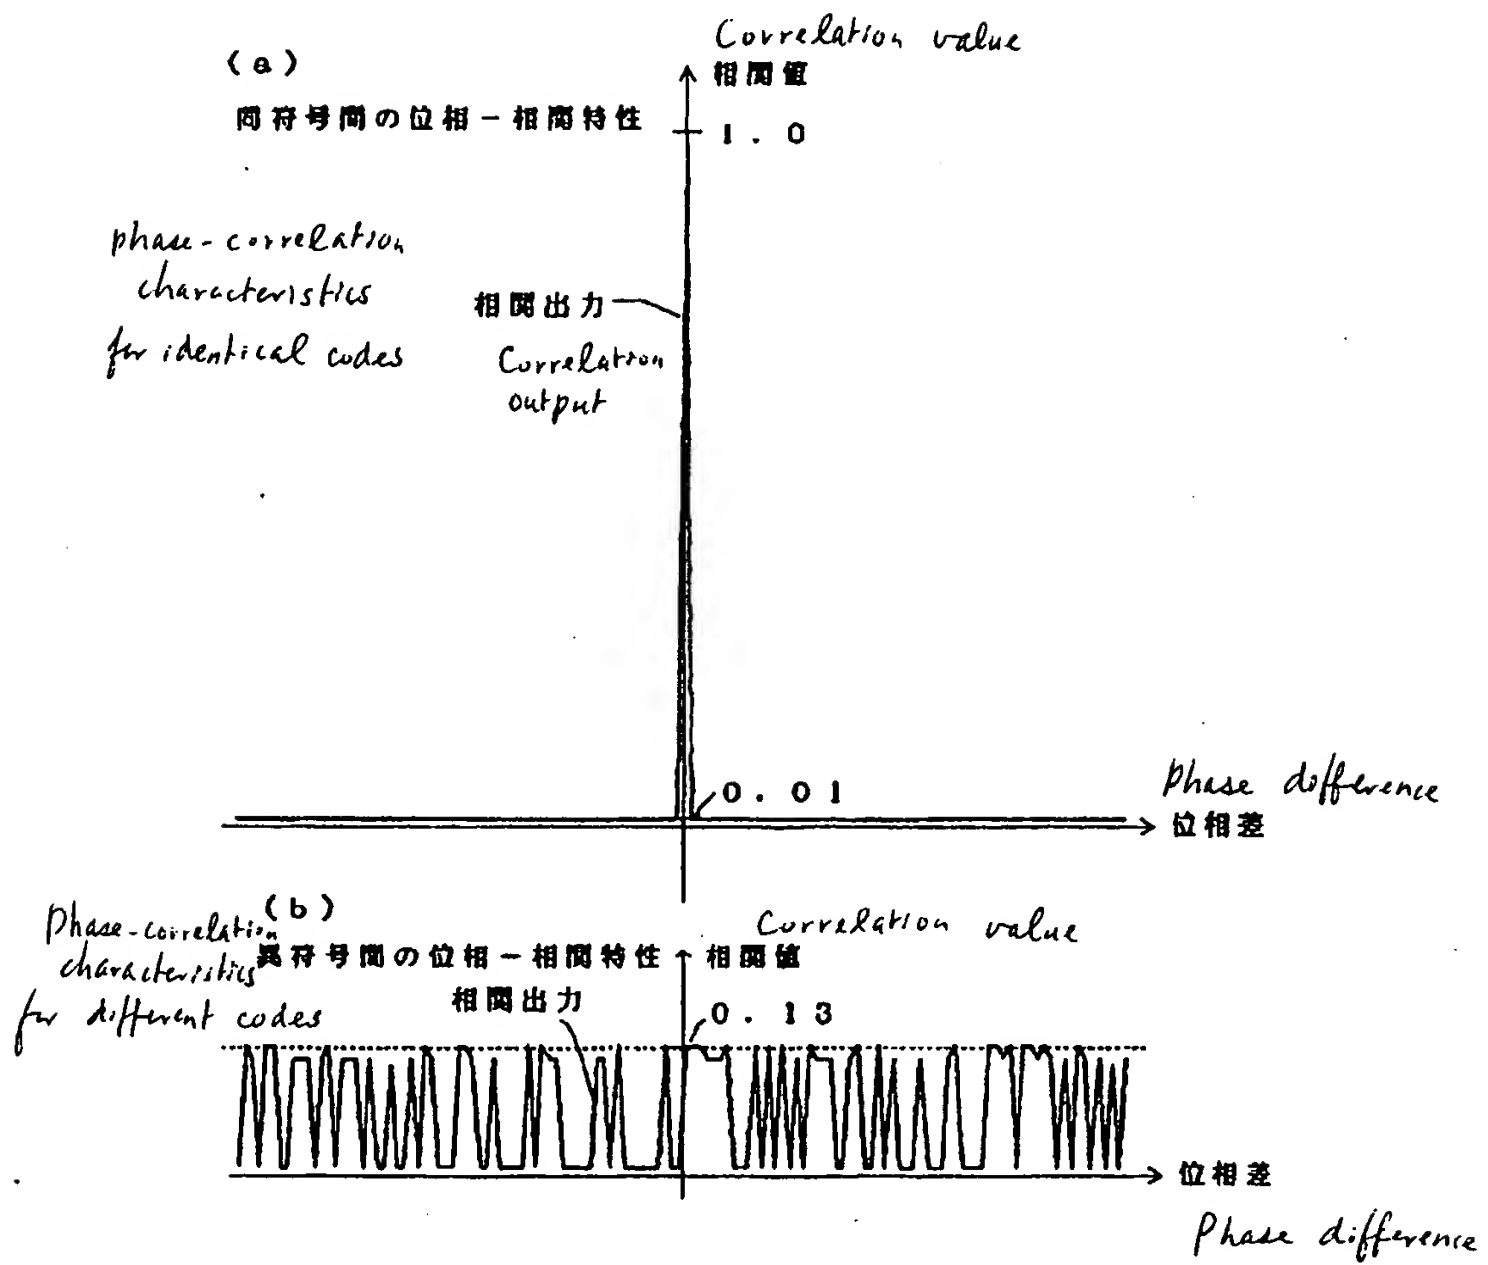 (a)
Correlation value
相関値
同符号間の位相-相関特性
1.0
phase-correlation
characteristics
for identical codes
相関出力
Correlation
output
0.01
Phase difference
位相差
(b)
Phase-correlation
characteristics
for different codes
異符号間の位相-相関特性
Correlation value
相関値
相関出力
0.13
位相差
Phase difference